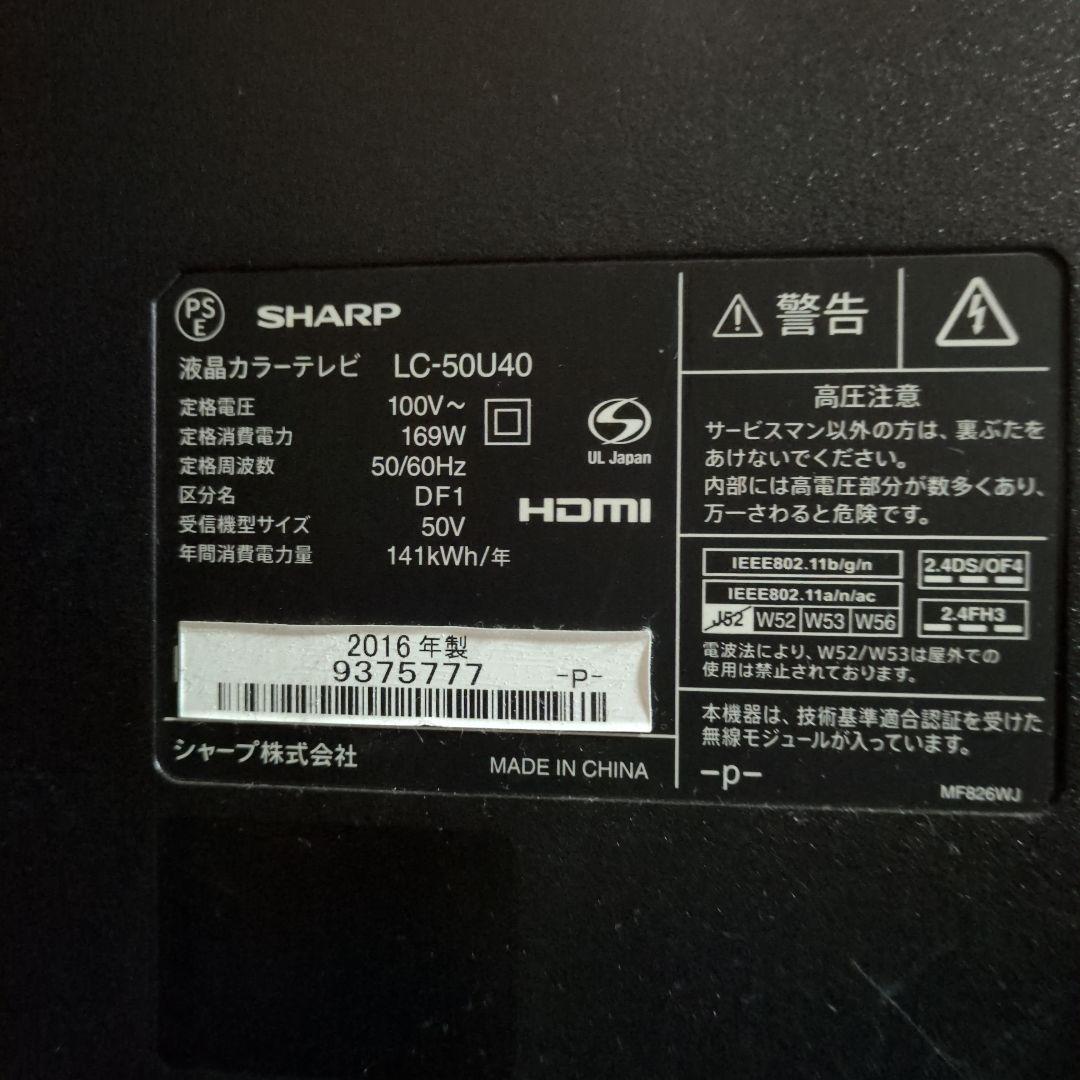 PS
E
SHARP
液晶カラーテレビ LC-50U40
定格電圧 100V～
定格消費電力 169W
定格周波数 50/60Hz
区分名 DF1
受信機型サイズ 50V
年間消費電力量 141kWh/年
UL Japan
HDMI
2016年製
9375777 -P-
シャープ株式会社
MADE IN CHINA
警告
高圧注意
サービスマン以外の方は、裏ぶたを
あけないでください。
内部には高電圧部分が数多くあり、
万一さわると危険です。
IEEE802.11b/g/n
IEEE802.11a/n/ac
J52 W52 W53 W56
2.4DS/OF4
2.4FH3
電波法により、W52/W53は屋外での
使用は禁止されております。
本機器は、技術基準適合認証を受けた
無線モジュールが入っています。
-p-
MF826WJ